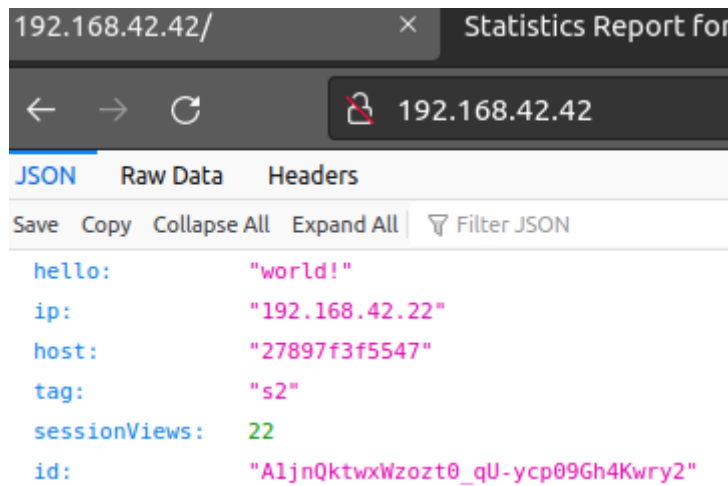 192.168.42.42/ × Statistics Report for
192.168.42.42
JSON Raw Data Headers
Save Copy Collapse All Expand All Filter JSON
hello: "world!"
ip: "192.168.42.22"
host: "27897f3f5547"
tag: "s2"
sessionViews: 22
id: "A1jnQktwxWzozt0_qU-ycp09Gh4Kwry2"